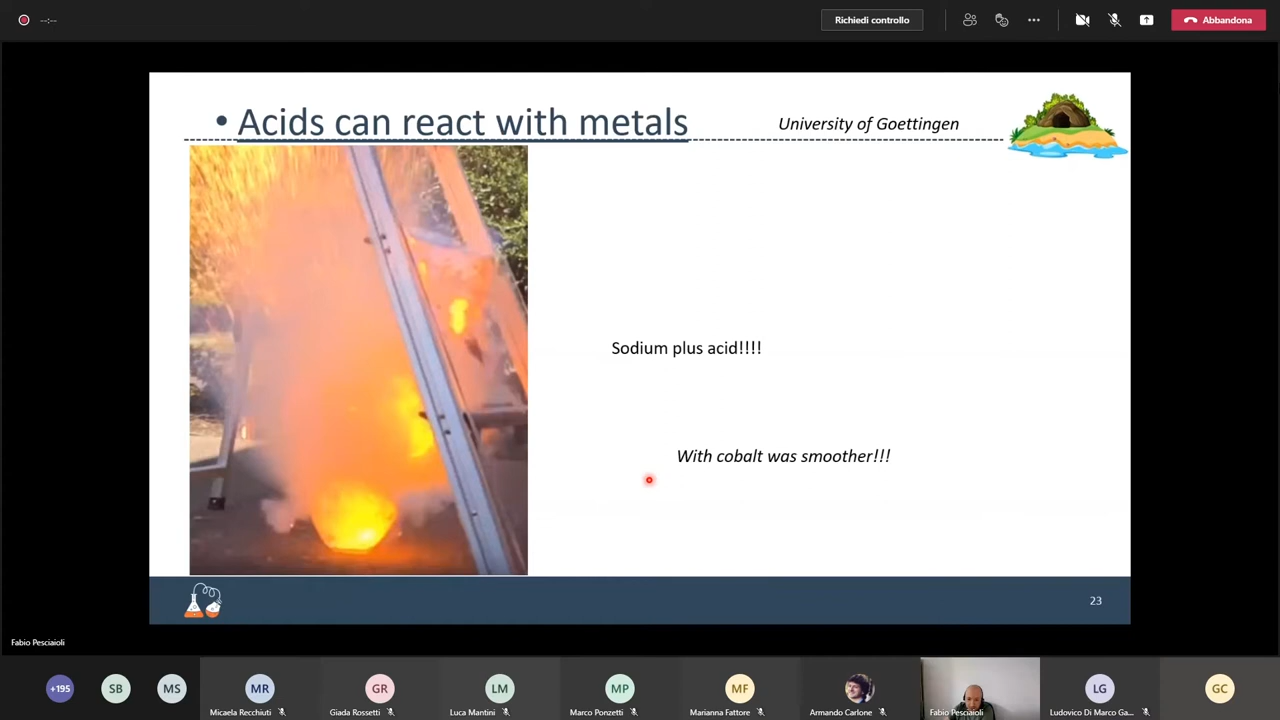 --:--
Richiedi controllo
Abbandona
• Acids can react with metals
University of Goettingen
Sodium plus acid!!!!
With cobalt was smoother!!!
23
Fabio Pesciaioli
+195
SB
MS
MR
GR
LM
MP
MF
LG
GC
Micaela Recchiuti
Giada Rossetti
Luca Mantini
Marco Ponzetti
Marianna Fattore
Armando Carlone
Fabio Pesciaioli
Ludovico Di Marco Ga...